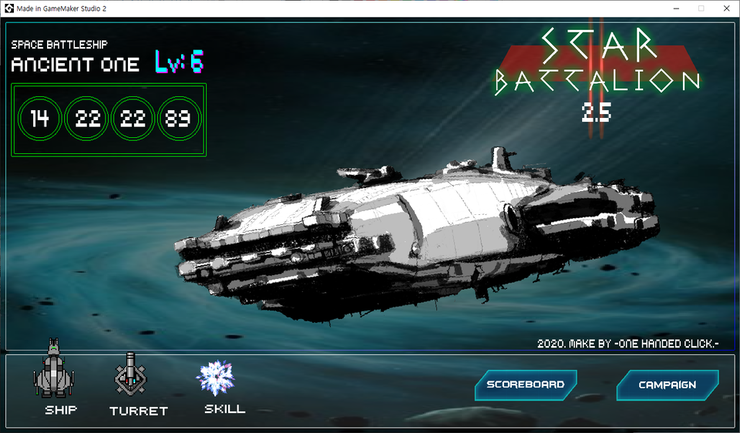 Made in GameMaker Studio 2
SPACE BATTLESHIP
ANCIENT ONE Lv: 6
14 22 22 89
STAR
BATTALION
2.5
2020. MAKE BY -ONE HANDED CLICK.-
SHIP TURRET SKILL
SCOREBOARD CAMPAIGN